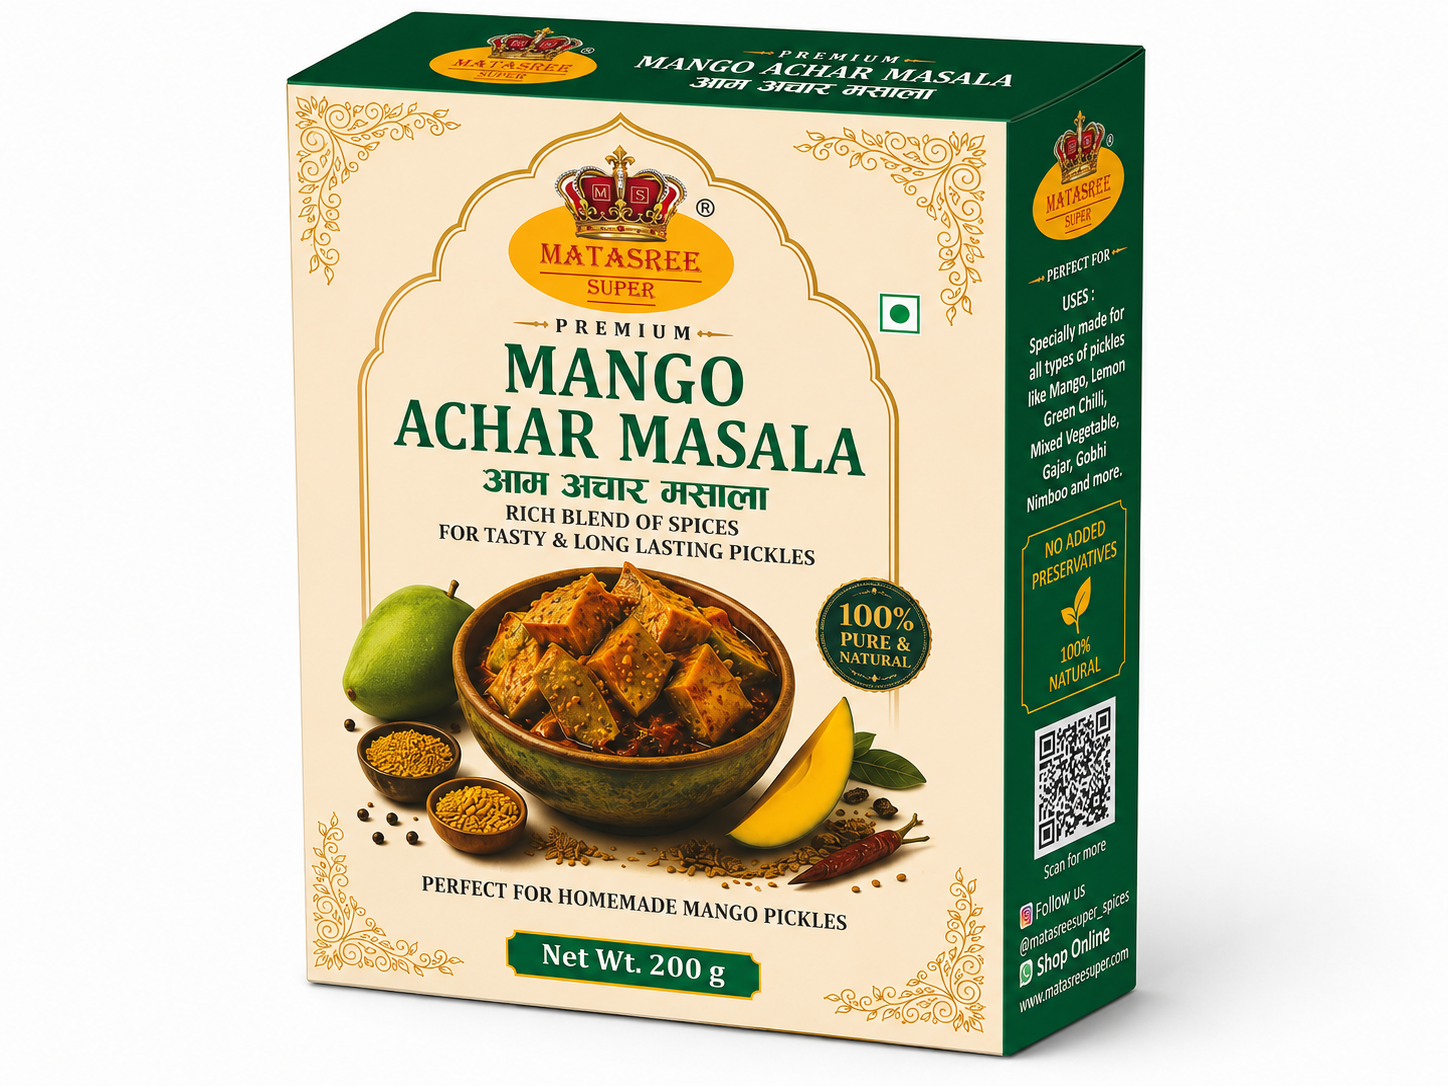 MATASREE
SUPER
®
PREMIUM
MANGO ACHAR MASALA
आम अचार मसाला
M S
®
MATASREE
SUPER
PREMIUM
MANGO
ACHAR MASALA
आम अचार मसाला
RICH BLEND OF SPICES
FOR TASTY & LONG LASTING PICKLES
100%
PURE &
NATURAL
PERFECT FOR HOMEMADE MANGO PICKLES
Net Wt. 200 g
®
MATASREE
SUPER
PERFECT FOR
USES :
Specially made for
all types of pickles
like Mango, Lemon
Green Chilli,
Mixed Vegetable,
Gajar, Gobhi
Nimboo and more.
NO ADDED
PRESERVATIVES
100%
NATURAL
Scan for more
Follow us
@matasreesuper_spices
Shop Online
www.matasreesuper.com